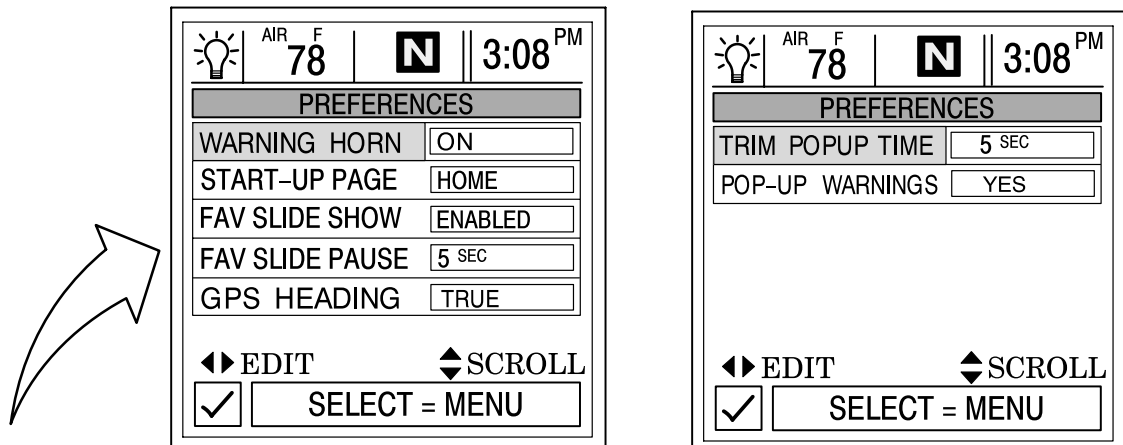 AIR F
78 N 3:08 PM
PREFERENCES
WARNING HORN ON
START–UP PAGE HOME
FAV SLIDE SHOW ENABLED
FAV SLIDE PAUSE 5 SEC
GPS HEADING TRUE
EDIT SCROLL
SELECT = MENU
AIR F
78 N 3:08 PM
PREFERENCES
TRIM POPUP TIME 5 SEC
POP–UP WARNINGS YES
EDIT SCROLL
SELECT = MENU